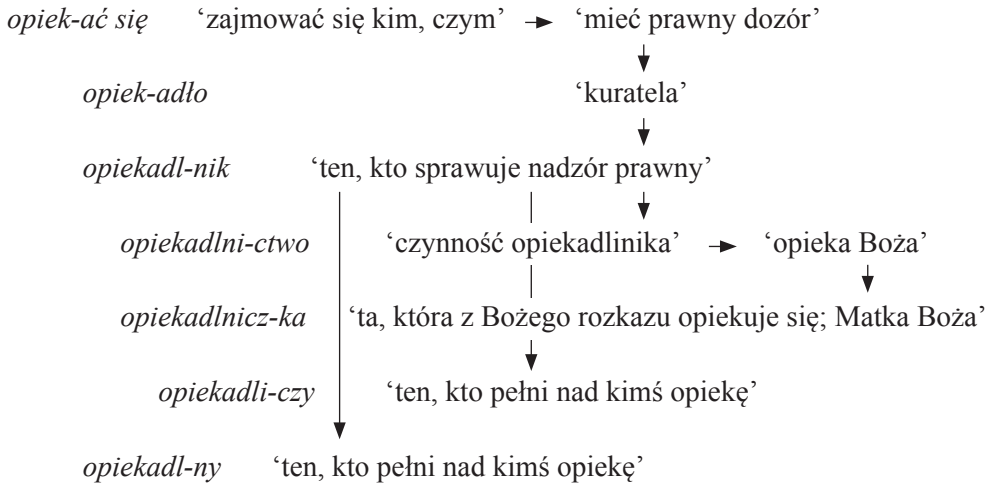 opiek-ać się ‘zajmować się kim, czym’ ‘mieć prawny dozór’
opiek-adło ‘kuratela’
opiekadl-nik ‘ten, kto sprawuje nadzór prawny’
opiekadlni-ctwo ‘czynność opiekadlinika’ ‘opieka Boża’
opiekadlnicz-ka ‘ta, która z Bożego rozkazu opiekuje się; Matka Boża’
opiekadli-czy ‘ten, kto pełni nad kimś opiekę’
opiekadl-ny ‘ten, kto pełni nad kimś opiekę’